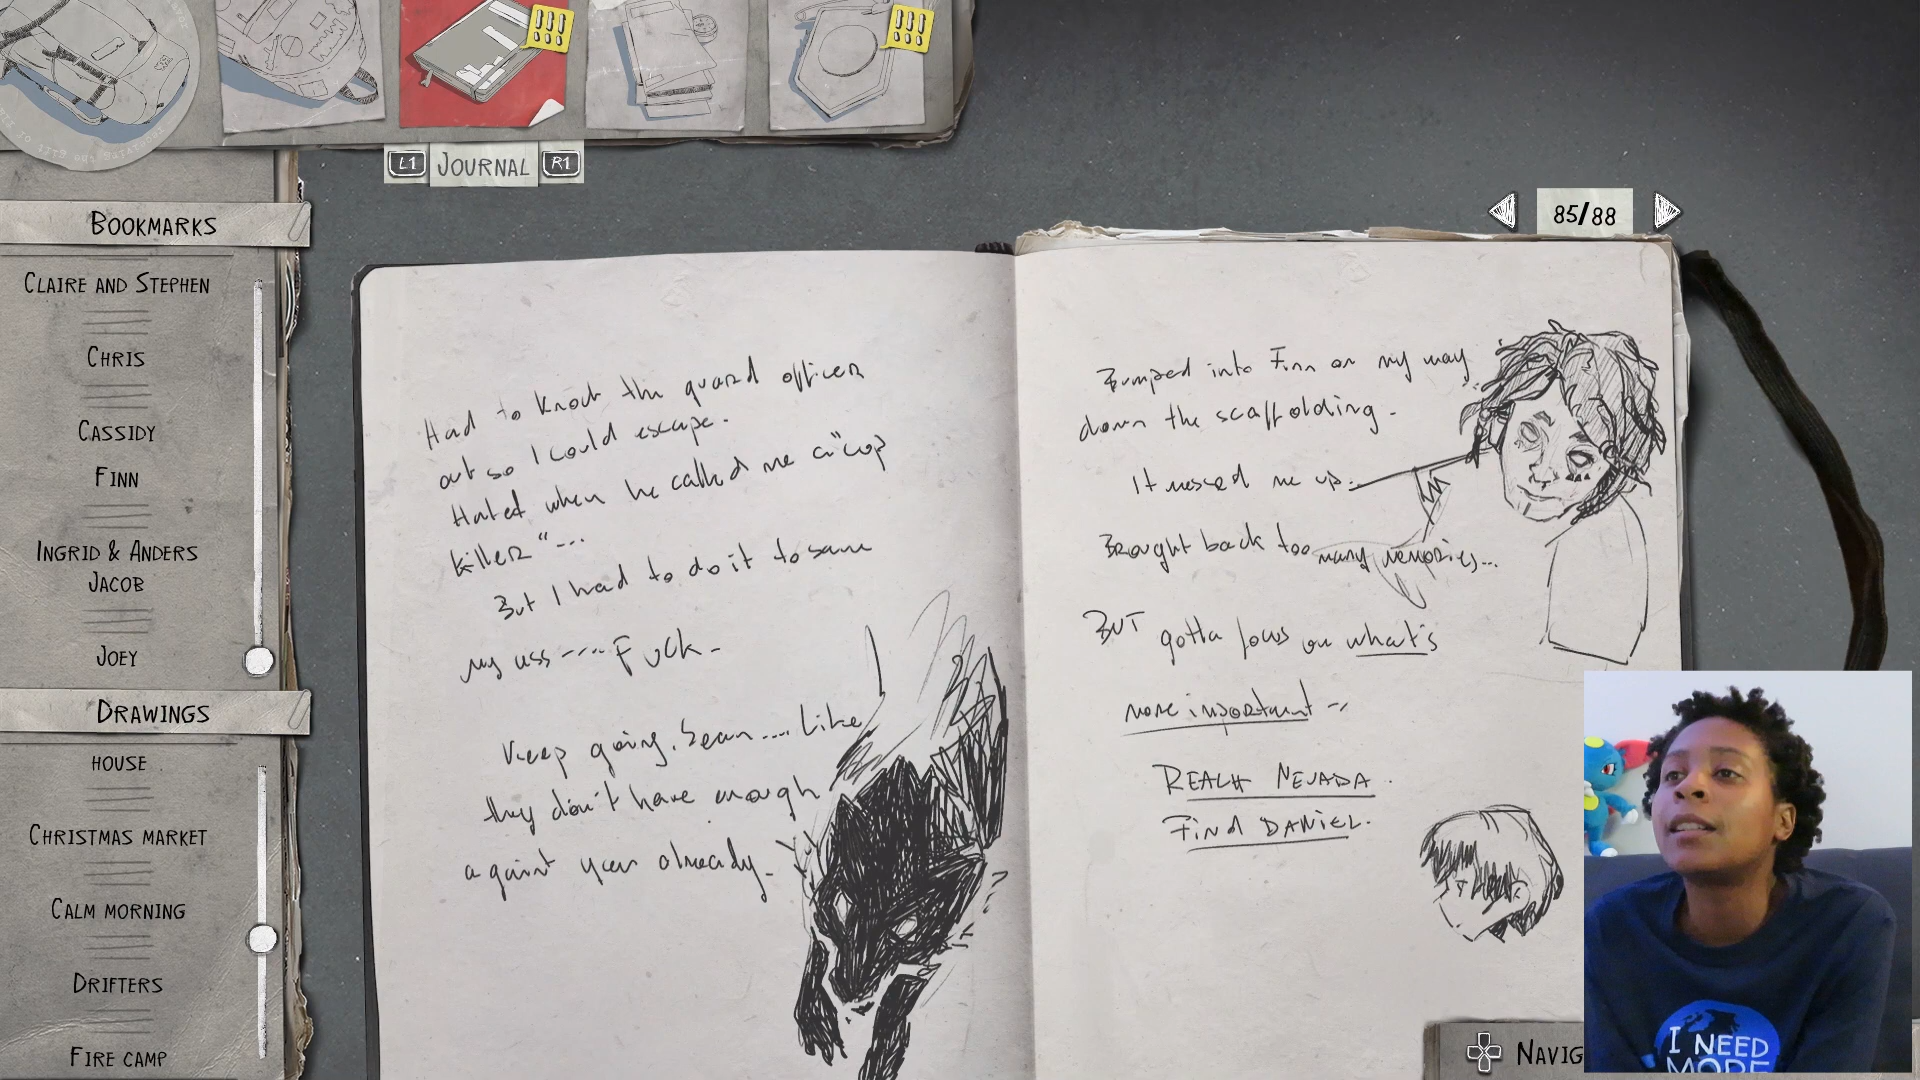 L1 JOURNAL R1
BOOKMARKS
CLAIRE AND STEPHEN
CHRIS
CASSIDY
FINN
INGRID & ANDERS
JACOB
JOEY
DRAWINGS
HOUSE
CHRISTMAS MARKET
CALM MORNING
DRIFTERS
FIRE CAMP
85/88
Had to knock the guard officer
out so I could escape.
Hated when he called me a "cop
killer"...
But I had to do it to save
my ass.... Fuck.
Keep going, Sean.... Like
they don't have enough
against you already.
Bumped into Finn on my way
down the scaffolding.
It messed me up.
Brought back too many memories...
BUT gotta focus on what's
more important..
REACH NEVADA.
Find DANIEL.
NAVIG
I NEED
MORE